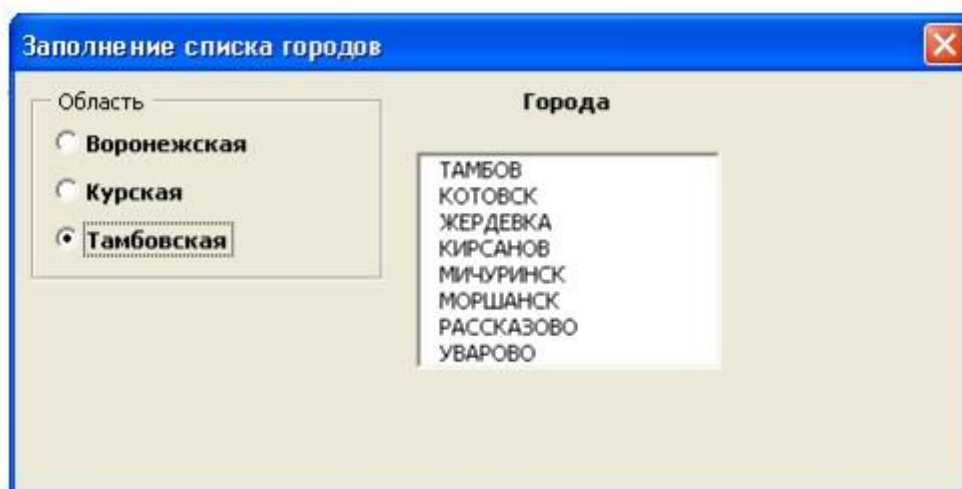 Заполнение списка городов
Область
Воронежская
Курская
Тамбовская
Города
ТАМБОВ
КОТОВСК
ЖЕРДЕВКА
КИРСАНОВ
МИЧУРИНСК
МОРШАНСК
РАССКАЗОВО
УВАРОВО